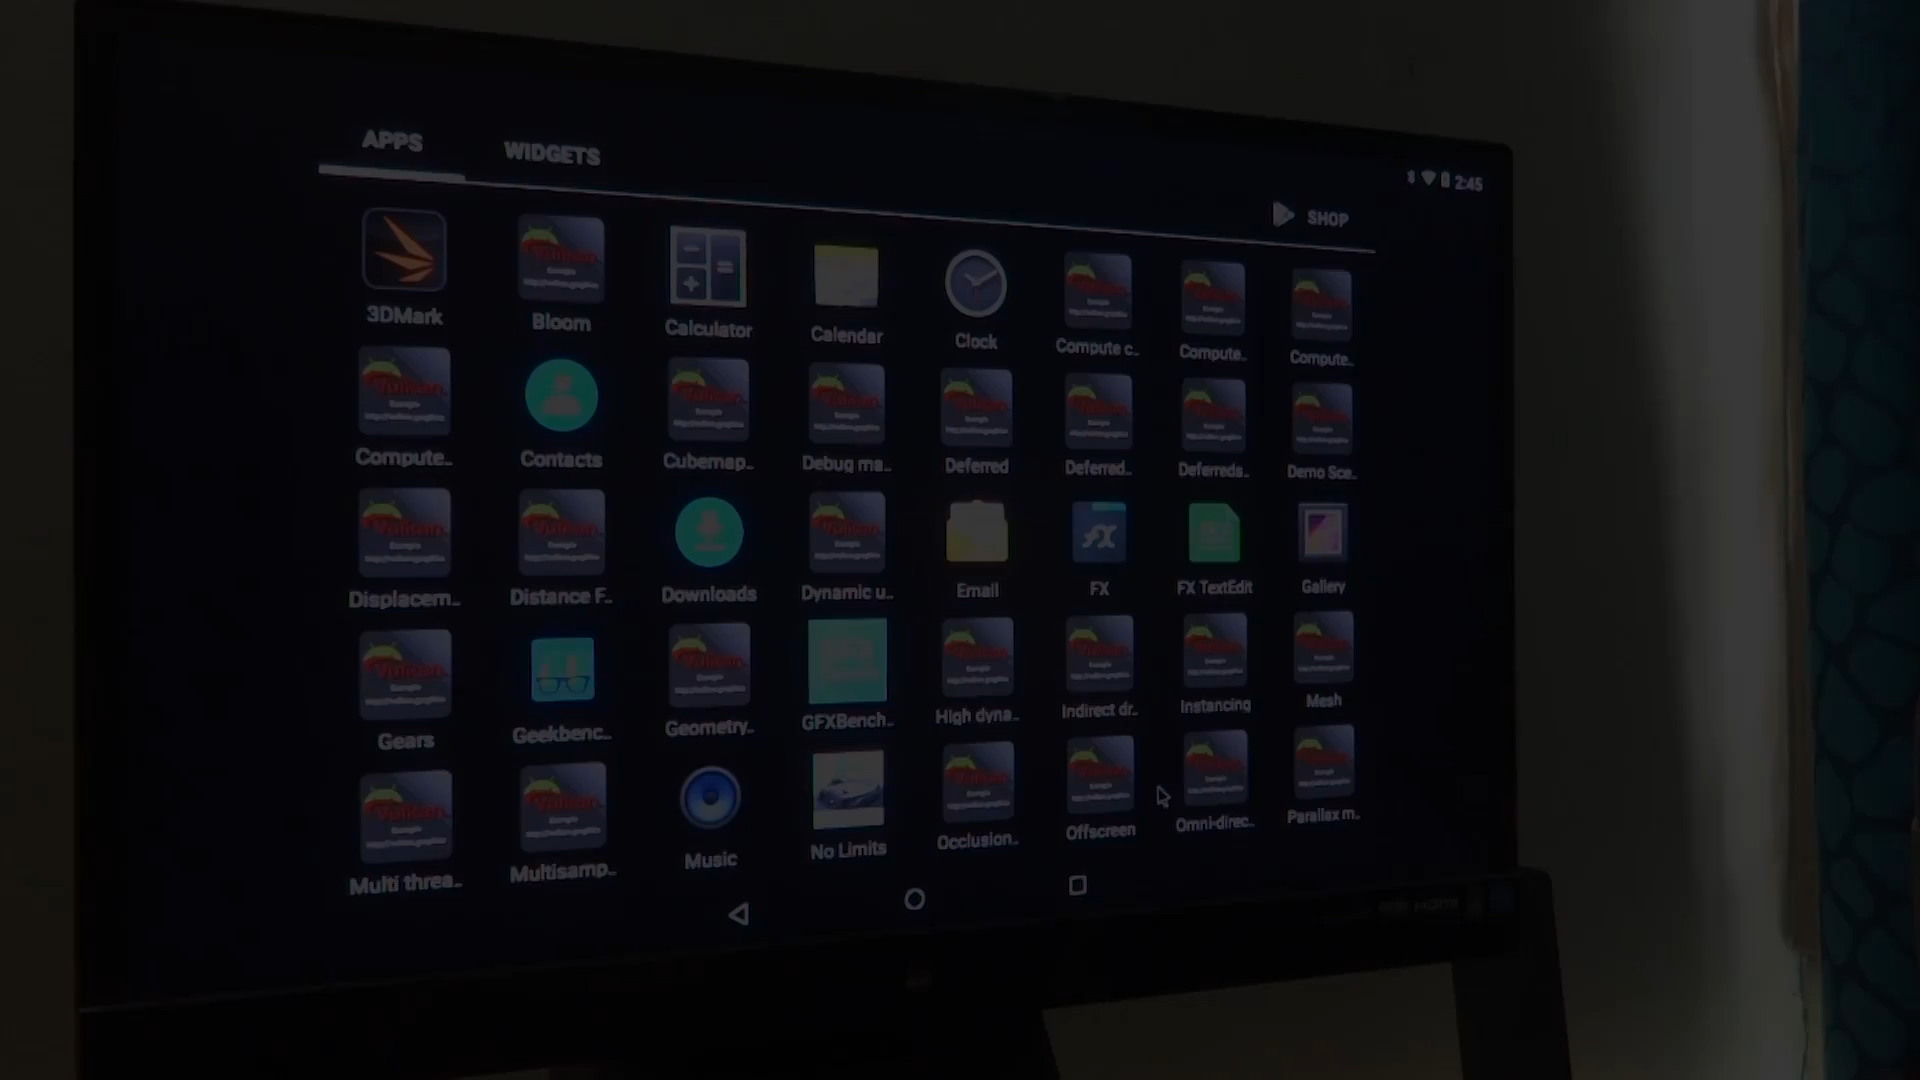 APPS WIDGETS
2:45
SHOP
3DMark Bloom Calculator Calendar Clock Compute c.. Compute.. Compute..
Compute.. Contacts Cubemap.. Debug ma.. Deferred Deferred.. Deferreds.. Demo Sce..
Displacem.. Distance F.. Downloads Dynamic u.. Email FX FX TextEdit Gallery
Gears Geekbenc.. Geometry.. GFXBench.. High dyna.. Indirect dr.. Instancing Mesh
Multi threa.. Multisamp.. Music No Limits Occlusion.. Offscreen Omni-direc.. Parallax m..
HDMI